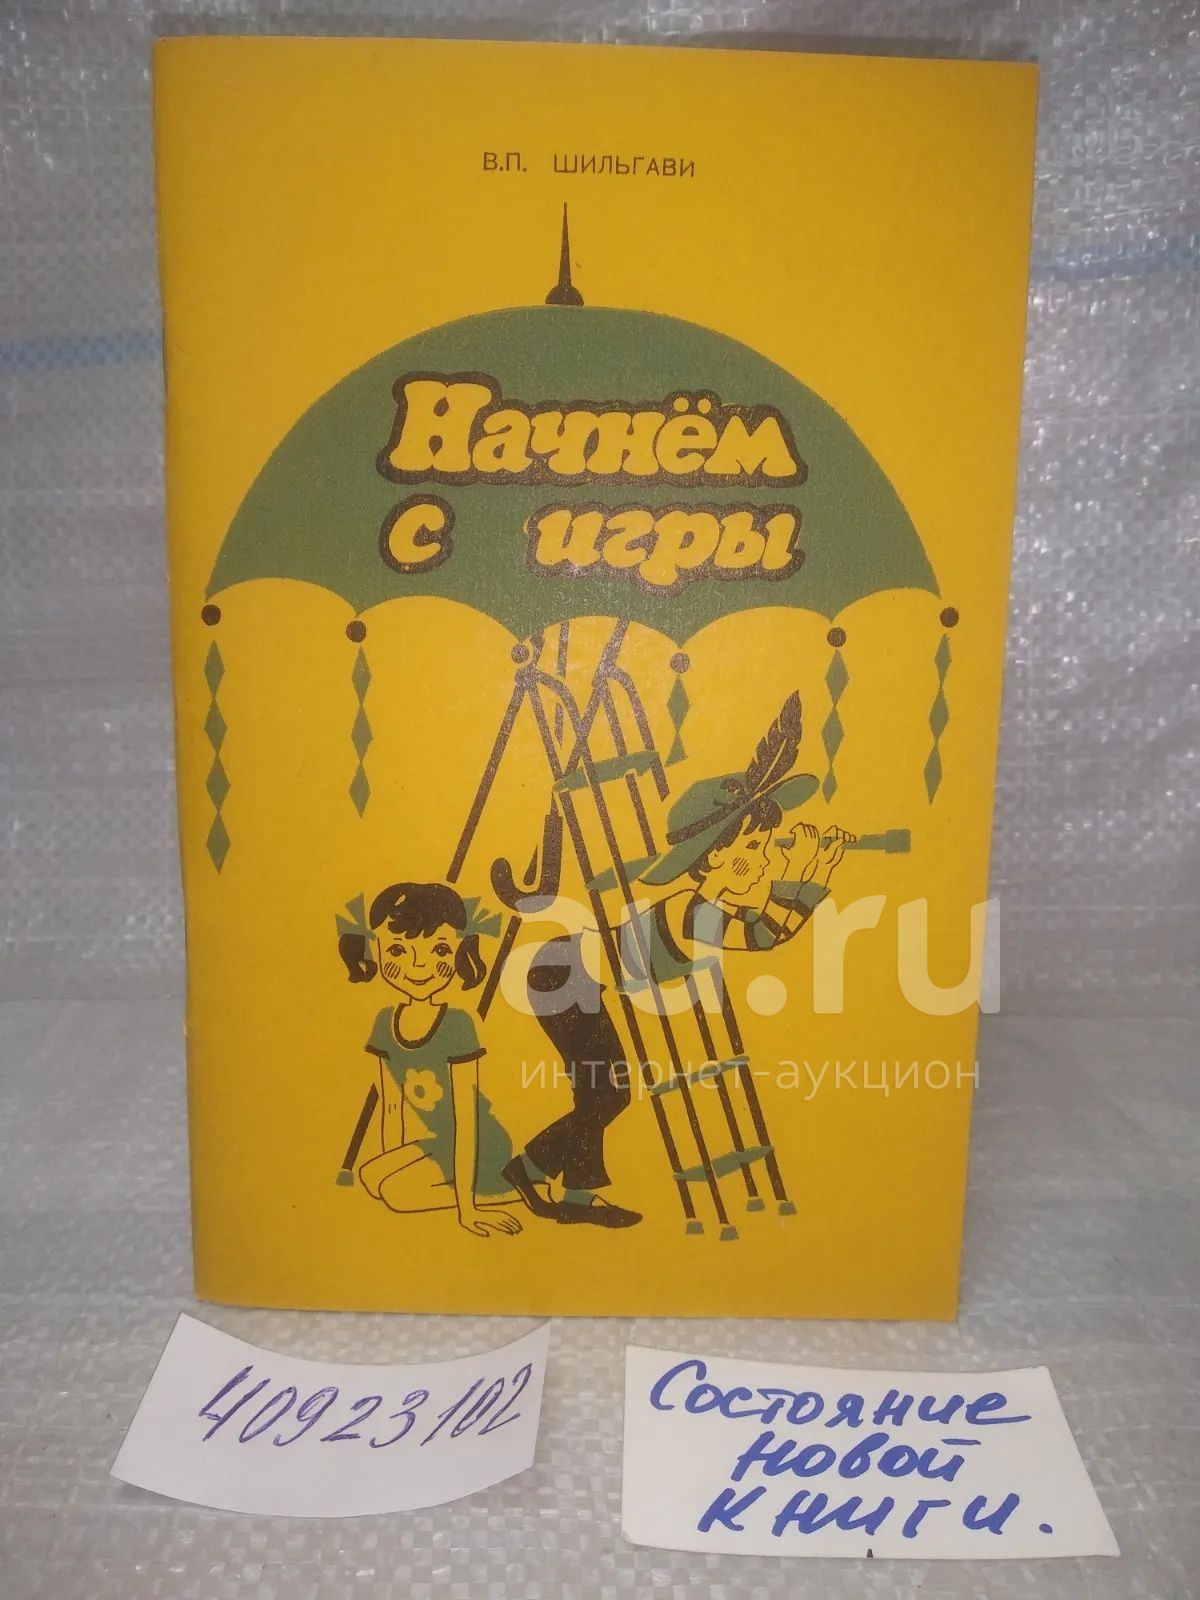 В.П. ШИЛЬГАВИ
Начнём
с игры
au.ru
интернет-аукцион
40923102
Состояние
новой
книги.